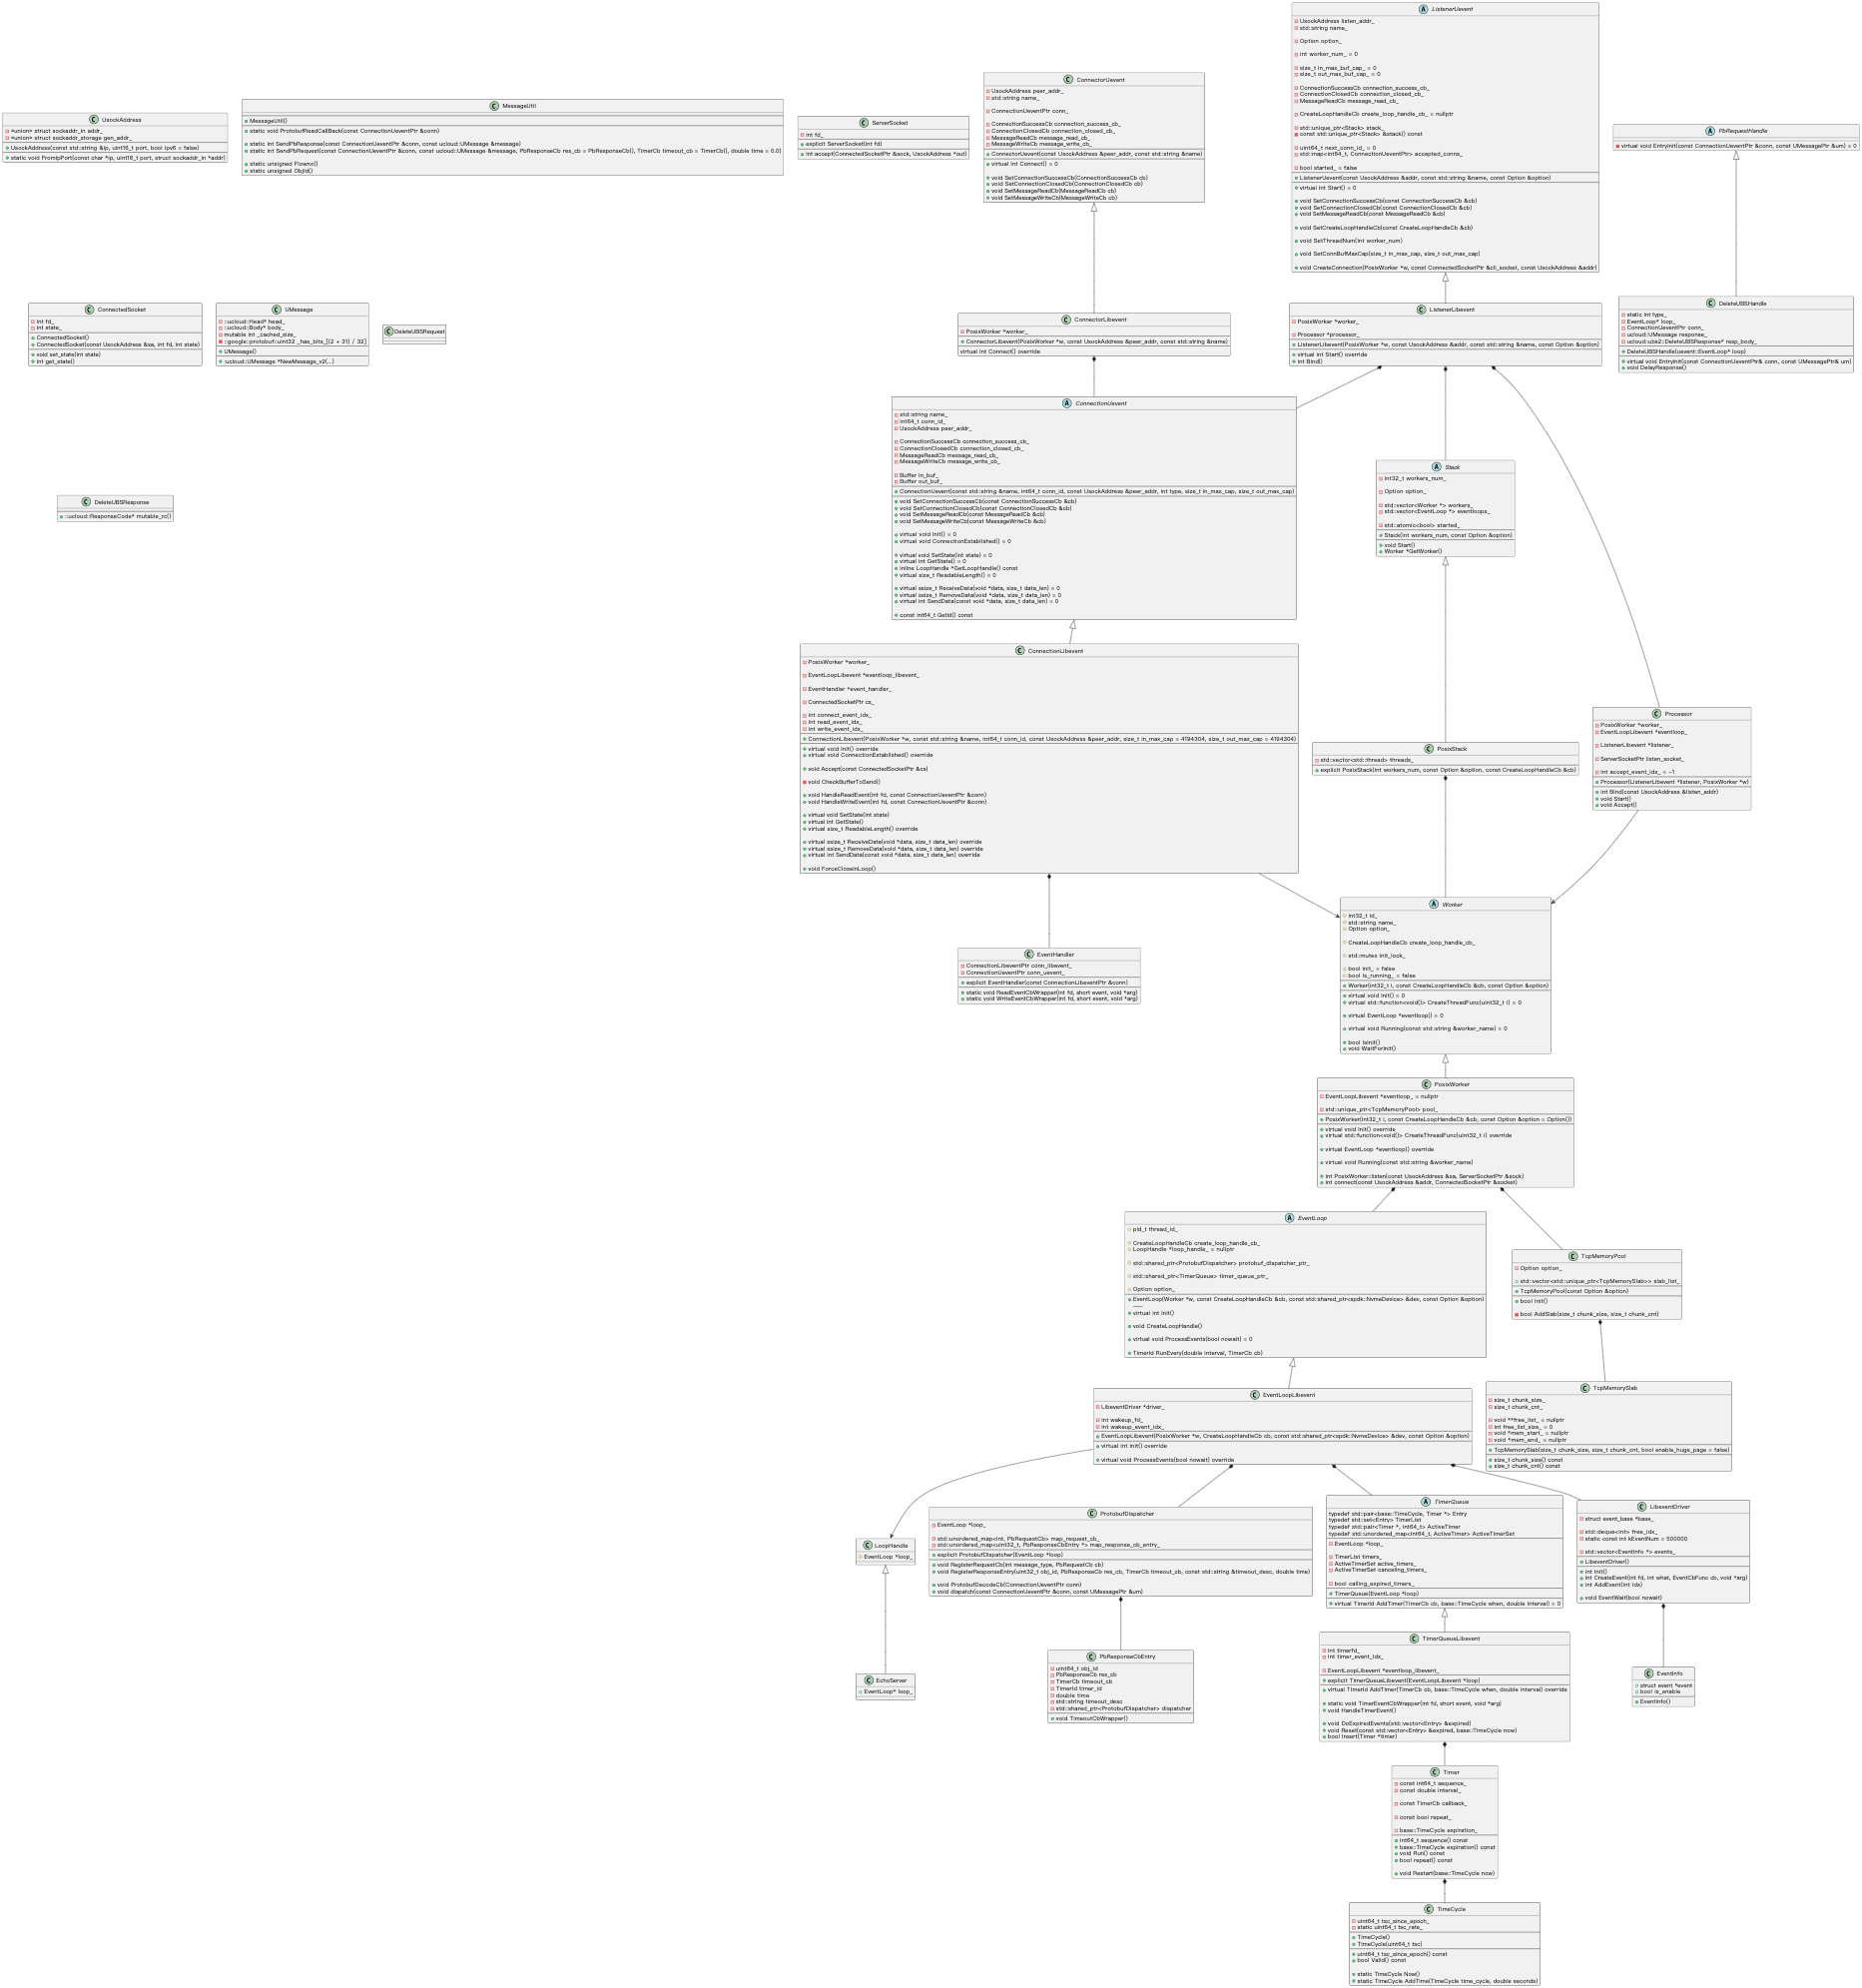 UsockAddress
«union» struct sockaddr_in addr_
«union» struct sockaddr_storage gen_addr_
UsockAddress(const std::string &ip, uint16_t port, bool ipv6 = false)
static void FromIpPort(const char *ip, uint16_t port, struct sockaddr_in *addr)
MessageUtil
MessageUtil()
static void ProtobufReadCallBack(const ConnectionUeventPtr &conn)
static int SendPbResponse(const ConnectionUeventPtr &conn, const ucloud::UMessage &message)
static int SendPbRequest(const ConnectionUeventPtr &conn, const ucloud::UMessage &message, PbResponseCb res_cb = PbResponseCb(), TimerCb timeout_cb = TimerCb(), double time = 0.0)
static unsigned Flowno()
static unsigned ObjId()
ServerSocket
int fd_
explicit ServerSocket(int fd)
int accept(ConnectedSocketPtr &sock, UsockAddress *out)
ConnectorUevent
UsockAddress peer_addr_
std::string name_
ConnectionUeventPtr conn_
ConnectionSuccessCb connection_success_cb_
ConnectionClosedCb connection_closed_cb_
MessageReadCb message_read_cb_
MessageWriteCb message_write_cb_
ConnectorUevent(const UsockAddress &peer_addr, const std::string &name)
virtual int Connect() = 0
void SetConnectionSuccessCb(ConnectionSuccessCb cb)
void SetConnectionClosedCb(ConnectionClosedCb cb)
void SetMessageReadCb(MessageReadCb cb)
void SetMessageWriteCb(MessageWriteCb cb)
ListenerUevent
UsockAddress listen_addr_
std::string name_
Option option_
int worker_num_ = 0
size_t in_max_buf_cap_ = 0
size_t out_max_buf_cap_ = 0
ConnectionSuccessCb connection_success_cb_
ConnectionClosedCb connection_closed_cb_
MessageReadCb message_read_cb_
CreateLoopHandleCb create_loop_handle_cb_ = nullptr
std::unique_ptr<Stack> stack_
const std::unique_ptr<Stack> &stack() const
uint64_t next_conn_id_ = 0
std::map<int64_t, ConnectionUeventPtr> accepted_conns_
bool started_ = false
ListenerUevent(const UsockAddress &addr, const std::string &name, const Option &option)
virtual int Start() = 0
void SetConnectionSuccessCb(const ConnectionSuccessCb &cb)
void SetConnectionClosedCb(const ConnectionClosedCb &cb)
void SetMessageReadCb(const MessageReadCb &cb)
void SetCreateLoopHandleCb(const CreateLoopHandleCb &cb)
void SetThreadNum(int worker_num)
void SetConnBufMaxCap(size_t in_max_cap, size_t out_max_cap)
void CreateConnection(PosixWorker *w, const ConnectedSocketPtr &cli_socket, const UsockAddress &addr)
PbRequestHandle
virtual void EntryInit(const ConnectionUeventPtr &conn, const UMessagePtr &um) = 0
ConnectedSocket
int fd_
int state_
ConnectedSocket()
ConnectedSocket(const UsockAddress &sa, int fd, int state)
void set_state(int state)
int get_state()
UMessage
::ucloud::Head* head_
::ucloud::Body* body_
mutable int _cached_size_
::google::protobuf::uint32 _has_bits_[(2 + 31) / 32]
UMessage()
ucloud::UMessage *NewMessage_v2(...)
DeleteUBSRequest
ConnectorLibevent
PosixWorker *worker_
ConnectorLibevent(PosixWorker *w, const UsockAddress &peer_addr, const std::string &name)
virtual int Connect() override
ListenerLibevent
PosixWorker *worker_
Processor *processor_
ListenerLibevent(PosixWorker *w, const UsockAddress &addr, const std::string &name, const Option &option)
virtual int Start() override
int Bind()
DeleteUBSHandle
static int type_
EventLoop* loop_
ConnectionUeventPtr conn_
ucloud::UMessage response_
ucloud::uba2::DeleteUBSResponse* resp_body_
DeleteUBSHandle(uevent::EventLoop* loop)
virtual void EntryInit(const ConnectionUeventPtr& conn, const UMessagePtr& um)
void DelayResponse()
DeleteUBSResponse
::ucloud::ResponseCode* mutable_rc()
ConnectionUevent
std::string name_
int64_t conn_id_
UsockAddress peer_addr_
ConnectionSuccessCb connection_success_cb_
ConnectionClosedCb connection_closed_cb_
MessageReadCb message_read_cb_
MessageWriteCb message_write_cb_
Buffer in_buf_
Buffer out_buf_
ConnectionUevent(const std::string &name, int64_t conn_id, const UsockAddress &peer_addr, int type, size_t in_max_cap, size_t out_max_cap)
void SetConnectionSuccessCb(const ConnectionSuccessCb &cb)
void SetConnectionClosedCb(const ConnectionClosedCb &cb)
void SetMessageReadCb(const MessageReadCb &cb)
void SetMessageWriteCb(const MessageWriteCb &cb)
virtual void Init() = 0
virtual void ConnectionEstablished() = 0
virtual void SetState(int state) = 0
virtual int GetState() = 0
inline LoopHandle *GetLoopHandle() const
virtual size_t ReadableLength() = 0
virtual ssize_t ReceiveData(void *data, size_t data_len) = 0
virtual ssize_t RemoveData(void *data, size_t data_len) = 0
virtual int SendData(const void *data, size_t data_len) = 0
const int64_t GetId() const
Stack
int32_t workers_num_
Option option_
std::vector<Worker *> workers_
std::vector<EventLoop *> eventloops_
std::atomic<bool> started_
Stack(int workers_num, const Option &option)
void Start()
Worker *GetWorker()
ConnectionLibevent
PosixWorker *worker_
EventLoopLibevent *eventloop_libevent_
EventHandler *event_handler_
ConnectedSocketPtr cs_
int connect_event_idx_
int read_event_idx_
int write_event_idx_
ConnectionLibevent(PosixWorker *w, const std::string &name, int64_t conn_id, const UsockAddress &peer_addr, size_t in_max_cap = 4194304, size_t out_max_cap = 4194304)
virtual void Init() override
virtual void ConnectionEstablished() override
void Accept(const ConnectedSocketPtr &cs)
void CheckBufferToSend()
void HandleReadEvent(int fd, const ConnectionUeventPtr &conn)
void HandleWriteEvent(int fd, const ConnectionUeventPtr &conn)
virtual void SetState(int state)
virtual int GetState()
virtual size_t ReadableLength() override
virtual ssize_t ReceiveData(void *data, size_t data_len) override
virtual ssize_t RemoveData(void *data, size_t data_len) override
virtual int SendData(const void *data, size_t data_len) override
void ForceCloseInLoop()
PosixStack
std::vector<std::thread> threads_
explicit PosixStack(int workers_num, const Option &option, const CreateLoopHandleCb &cb)
Processor
PosixWorker *worker_
EventLoopLibevent *eventloop_
ListenerLibevent *listener_
ServerSocketPtr listen_socket_
int accept_event_idx_ = -1
Processor(ListenerLibevent *listener, PosixWorker *w)
int Bind(const UsockAddress &listen_addr)
void Start()
void Accept()
Worker
int32_t id_
std::string name_
Option option_
CreateLoopHandleCb create_loop_handle_cb_
std::mutex init_lock_
bool init_ = false
bool is_running_ = false
Worker(int32_t i, const CreateLoopHandleCb &cb, const Option &option)
virtual void Init() = 0
virtual std::function<void()> CreateThreadFunc(uint32_t i) = 0
virtual EventLoop *eventloop() = 0
virtual void Running(const std::string &worker_name) = 0
bool IsInit()
void WaitForInit()
EventHandler
ConnectionLibeventPtr conn_libevent_
ConnectionUeventPtr conn_uevent_
explicit EventHandler(const ConnectionLibeventPtr &conn)
static void ReadEventCbWrapper(int fd, short event, void *arg)
static void WriteEventCbWrapper(int fd, short event, void *arg)
PosixWorker
EventLoopLibevent *eventloop_ = nullptr
std::unique_ptr<TcpMemoryPool> pool_
PosixWorker(int32_t i, const CreateLoopHandleCb &cb, const Option &option = Option())
virtual void Init() override
virtual std::function<void()> CreateThreadFunc(uint32_t i) override
virtual EventLoop *eventloop() override
virtual void Running(const std::string &worker_name)
int PosixWorker::listen(const UsockAddress &sa, ServerSocketPtr &sock)
int connect(const UsockAddress &addr, ConnectedSocketPtr &socket)
EventLoop
pid_t thread_id_
CreateLoopHandleCb create_loop_handle_cb_
LoopHandle *loop_handle_ = nullptr
std::shared_ptr<ProtobufDispatcher> protobuf_dispatcher_ptr_
std::shared_ptr<TimerQueue> timer_queue_ptr_
Option option_
EventLoop(Worker *w, const CreateLoopHandleCb &cb, const std::shared_ptr<spdk::NvmeDevice> &dev, const Option &option)
---
virtual int Init()
void CreateLoopHandle()
virtual void ProcessEvents(bool nowait) = 0
TimerId RunEvery(double interval, TimerCb cb)
TcpMemoryPool
Option option_
std::vector<std::unique_ptr<TcpMemorySlab>> slab_list_
TcpMemoryPool(const Option &option)
bool Init()
bool AddSlab(size_t chunk_size, size_t chunk_cnt)
EventLoopLibevent
LibeventDriver *driver_
int wakeup_fd_
int wakeup_event_idx_
EventLoopLibevent(PosixWorker *w, CreateLoopHandleCb cb, const std::shared_ptr<spdk::NvmeDevice> &dev, const Option &option)
virtual int Init() override
virtual void ProcessEvents(bool nowait) override
TcpMemorySlab
size_t chunk_size_
size_t chunk_cnt_
void **free_list_ = nullptr
int free_list_size_ = 0
void *mem_start_ = nullptr
void *mem_end_ = nullptr
TcpMemorySlab(size_t chunk_size, size_t chunk_cnt, bool enable_huge_page = false)
size_t chunk_size() const
size_t chunk_cnt() const
LoopHandle
EventLoop *loop_
ProtobufDispatcher
EventLoop *loop_
std::unordered_map<int, PbRequestCb> map_request_cb_
std::unordered_map<uint32_t, PbResponseCbEntry *> map_response_cb_entry_
explicit ProtobufDispatcher(EventLoop *loop)
void RegisterRequestCb(int message_type, PbRequestCb cb)
void RegisterResponseEntry(uint32_t obj_id, PbResponseCb res_cb, TimerCb timeout_cb, const std::string &timeout_desc, double time)
void ProtobufDecodeCb(ConnectionUeventPtr conn)
void dispatch(const ConnectionUeventPtr &conn, const UMessagePtr &um)
TimerQueue
typedef std::pair<base::TimeCycle, Timer *> Entry
typedef std::set<Entry> TimerList
typedef std::pair<Timer *, int64_t> ActiveTimer
typedef std::unordered_map<int64_t, ActiveTimer> ActiveTimerSet
EventLoop *loop_
TimerList timers_
ActiveTimerSet active_timers_
ActiveTimerSet canceling_timers_
bool calling_expired_timers_
TimerQueue(EventLoop *loop)
virtual TimerId AddTimer(TimerCb cb, base::TimeCycle when, double interval) = 0
LibeventDriver
struct event_base *base_
std::deque<int> free_idx_
static const int kEventNum = 500000
std::vector<EventInfo *> events_
LibeventDriver()
int Init()
int CreateEvent(int fd, int what, EventCbFunc cb, void *arg)
int AddEvent(int idx)
void EventWait(bool nowait)
EchoServer
EventLoop* loop_
PbResponseCbEntry
uint64_t obj_id
PbResponseCb res_cb
TimerCb timeout_cb
TimerId timer_id
double time
std::string timeout_desc
std::shared_ptr<ProtobufDispatcher> dispatcher
void TimeoutCbWrapper()
TimerQueueLibevent
int timerfd_
int timer_event_idx_
EventLoopLibevent *eventloop_libevent_
explicit TimerQueueLibevent(EventLoopLibevent *loop)
virtual TimerId AddTimer(TimerCb cb, base::TimeCycle when, double interval) override
static void TimerEventCbWrapper(int fd, short event, void *arg)
void HandleTimerEvent()
void DoExpiredEvents(std::vector<Entry> &expired)
void Reset(const std::vector<Entry> &expired, base::TimeCycle now)
bool Insert(Timer *timer)
EventInfo
struct event *event
bool is_enable
EventInfo()
Timer
const int64_t sequence_
const double interval_
const TimerCb callback_
const bool repeat_
base::TimeCycle expiration_
int64_t sequence() const
base::TimeCycle expiration() const
void Run() const
bool repeat() const
void Restart(base::TimeCycle now)
TimeCycle
uint64_t tsc_since_epoch_
static uint64_t tsc_rate_
TimeCycle()
TimeCycle(uint64_t tsc)
uint64_t tsc_since_epoch() const
bool Valid() const
static TimeCycle Now()
static TimeCycle AddTime(TimeCycle time_cycle, double seconds)